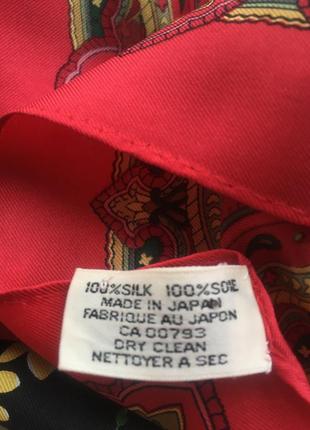 100%SILK 100%SOIE
MADE IN JAPAN
FABRIQUE AU JAPON
CA 00793
DRY CLEAN
NETTOYER A SEC